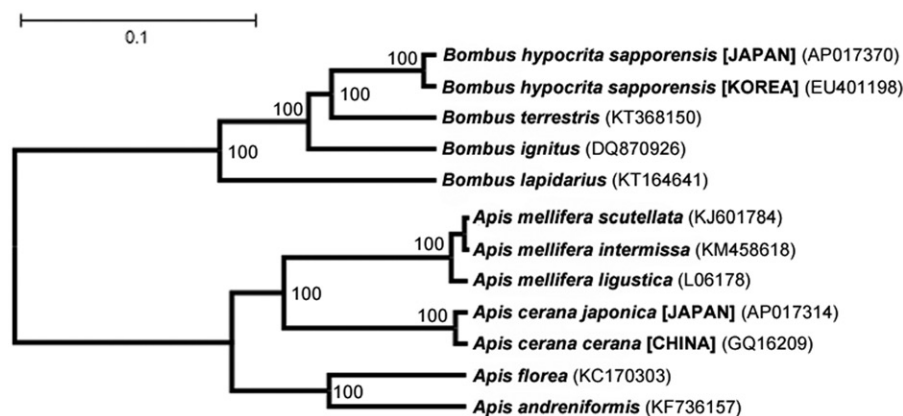 0.1
100 Bombus hypocrita sapporensis [JAPAN] (AP017370)
Bombus hypocrita sapporensis [KOREA] (EU401198)
100
100
Bombus terrestris (KT368150)
Bombus ignitus (DQ870926)
100
Bombus lapidarius (KT164641)
Apis mellifera scutellata (KJ601784)
100
Apis mellifera intermissa (KM458618)
Apis mellifera ligustica (L06178)
100
100 Apis cerana japonica [JAPAN] (AP017314)
Apis cerana cerana [CHINA] (GQ16209)
Apis florea (KC170303)
100
Apis andreniformis (KF736157)